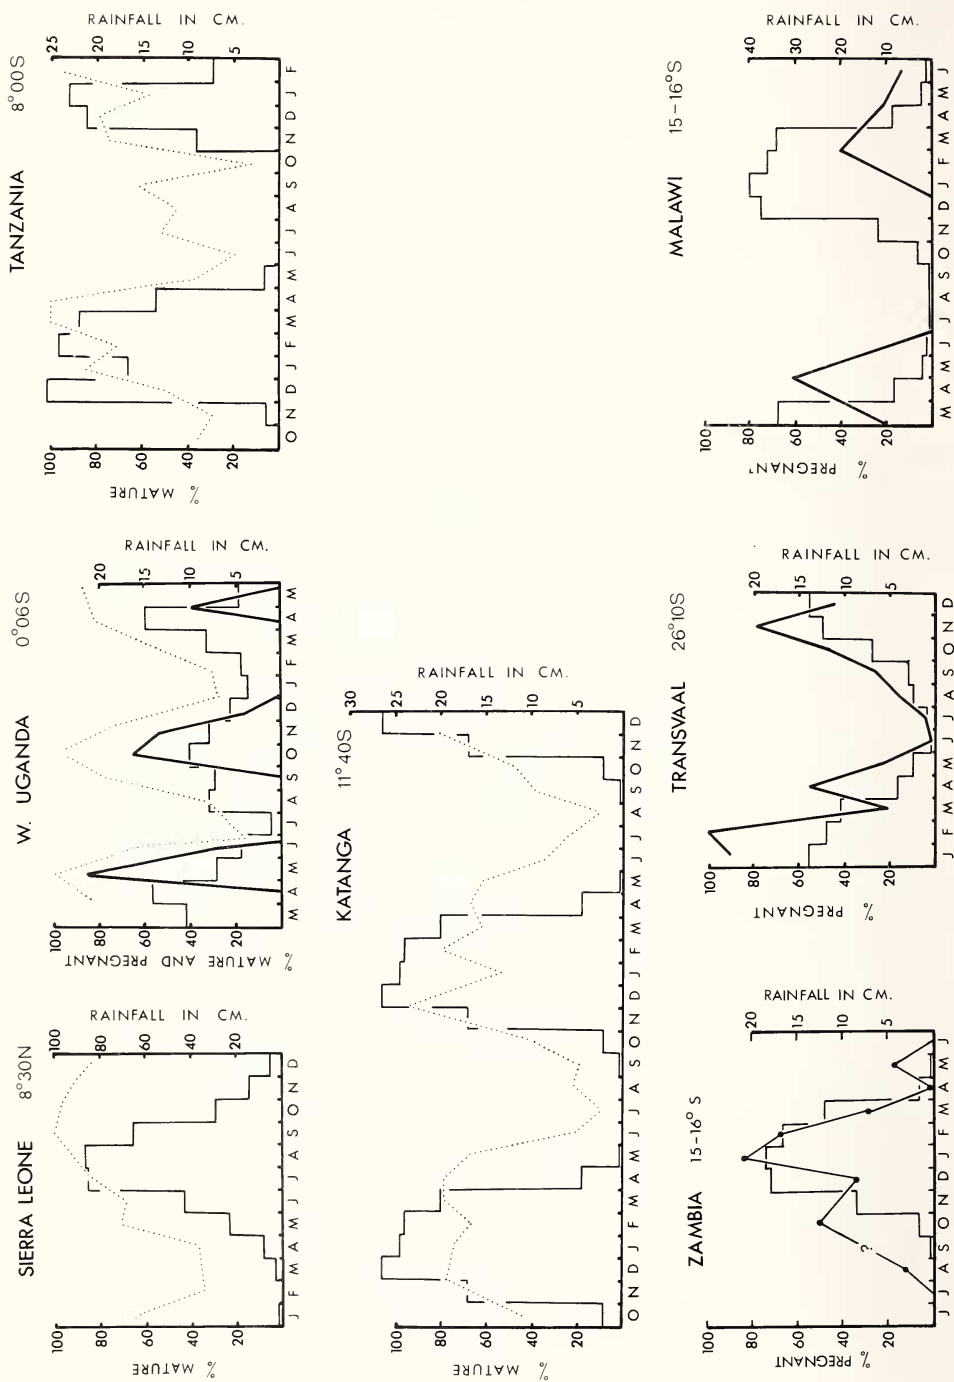 SIERRA LEONE 8°30N
% MATURE
100 80 60 40 20
RAINFALL IN CM.
100 80 60 40 20
J F M A M J J A S O N D
W. UGANDA 0°06S
% MATURE AND PREGNANT
100 80 60 40 20
RAINFALL IN CM.
20 15 10 5
M A M J J A S O N D J F M A M
TANZANIA 8°00S
% MATURE
100 80 60 40 20
RAINFALL IN CM.
25 20 15 10 5
O N D J F M A M J J A S O N D J F
KATANGA 11°40S
% MATURE
100 80 60 40 20
RAINFALL IN CM.
30 25 20 15 10 5
O N D J F M A M J J A S O N D J F M A M J J A S O N D
ZAMBIA 15-16°S
% PREGNANT
100 80 60 40 20
RAINFALL IN CM.
20 15 10 5
?
J J A S O N D J F M A M J
TRANSVAAL 26°10S
% PREGNANT
100 80 60 40 20
RAINFALL IN CM.
20 15 10 5
J F M A M J J A S O N D
MALAWI 15-16°S
% PREGNANT
100 80 60 40 20
RAINFALL IN CM.
40 30 20 10
M A M J J A S O N D J F M A M J